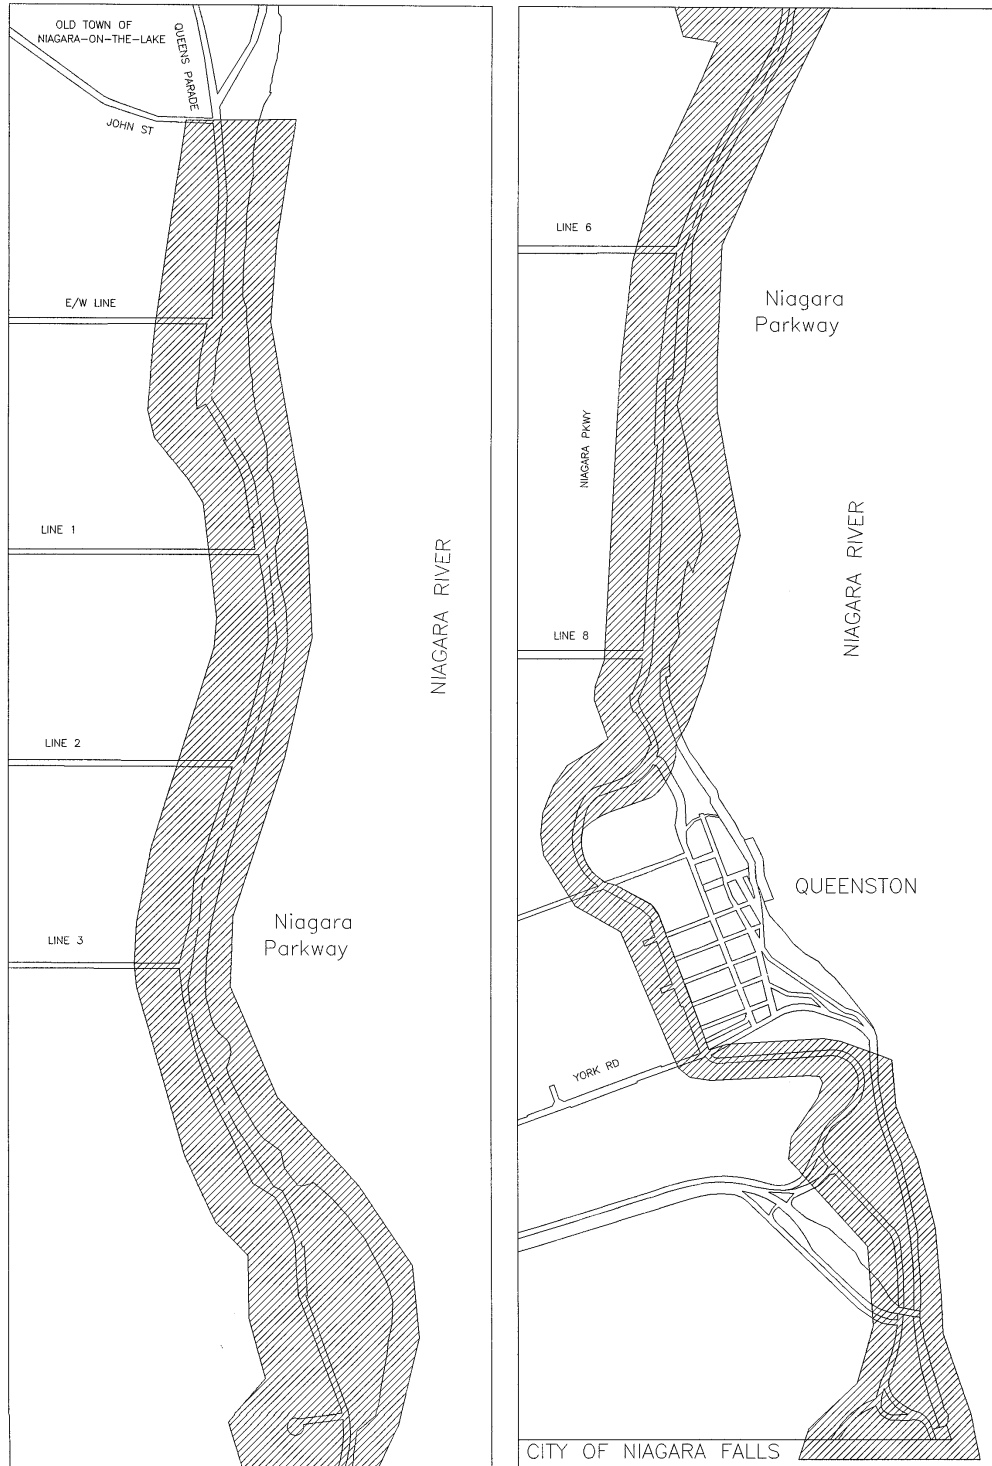 OLD TOWN OF
NIAGARA-ON-THE-LAKE
QUEENS PARADE
JOHN ST
E/W LINE
LINE 1
NIAGARA RIVER
LINE 2
Niagara
Parkway
LINE 3
LINE 6
Niagara
Parkway
NIAGARA PKWY
NIAGARA RIVER
LINE 8
QUEENSTON
YORK RD
CITY OF NIAGARA FALLS